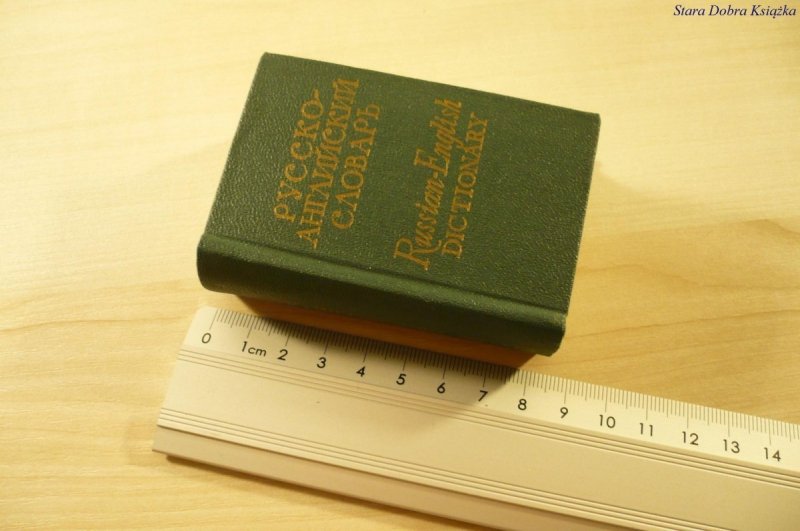 Stara Dobra Książka
РУССКО-
АНГЛИЙСКИЙ
СЛОВАРЬ
Russian-English
DICTIONARY
0 1cm 2 3 4 5 6 7 8 9 10 11 12 13 14